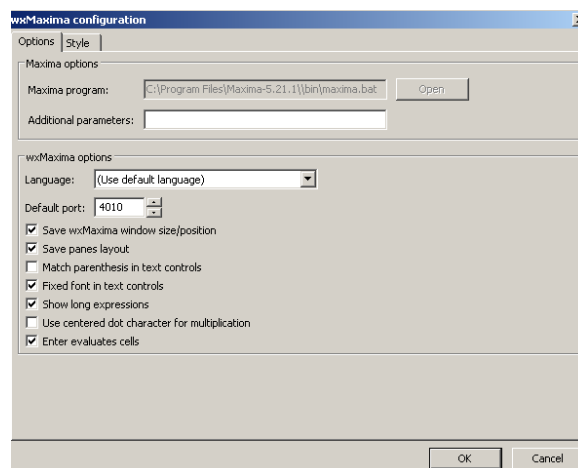 wxMaxima configuration
Options Style
Maxima options
Maxima program: C:\Program Files\Maxima-5.21.1\\bin\maxima.bat Open
Additional parameters:
wxMaxima options
Language: (Use default language)
Default port: 4010
Save wxMaxima window size/position
Save panes layout
Match parenthesis in text controls
Fixed font in text controls
Show long expressions
Use centered dot character for multiplication
Enter evaluates cells
OK Cancel